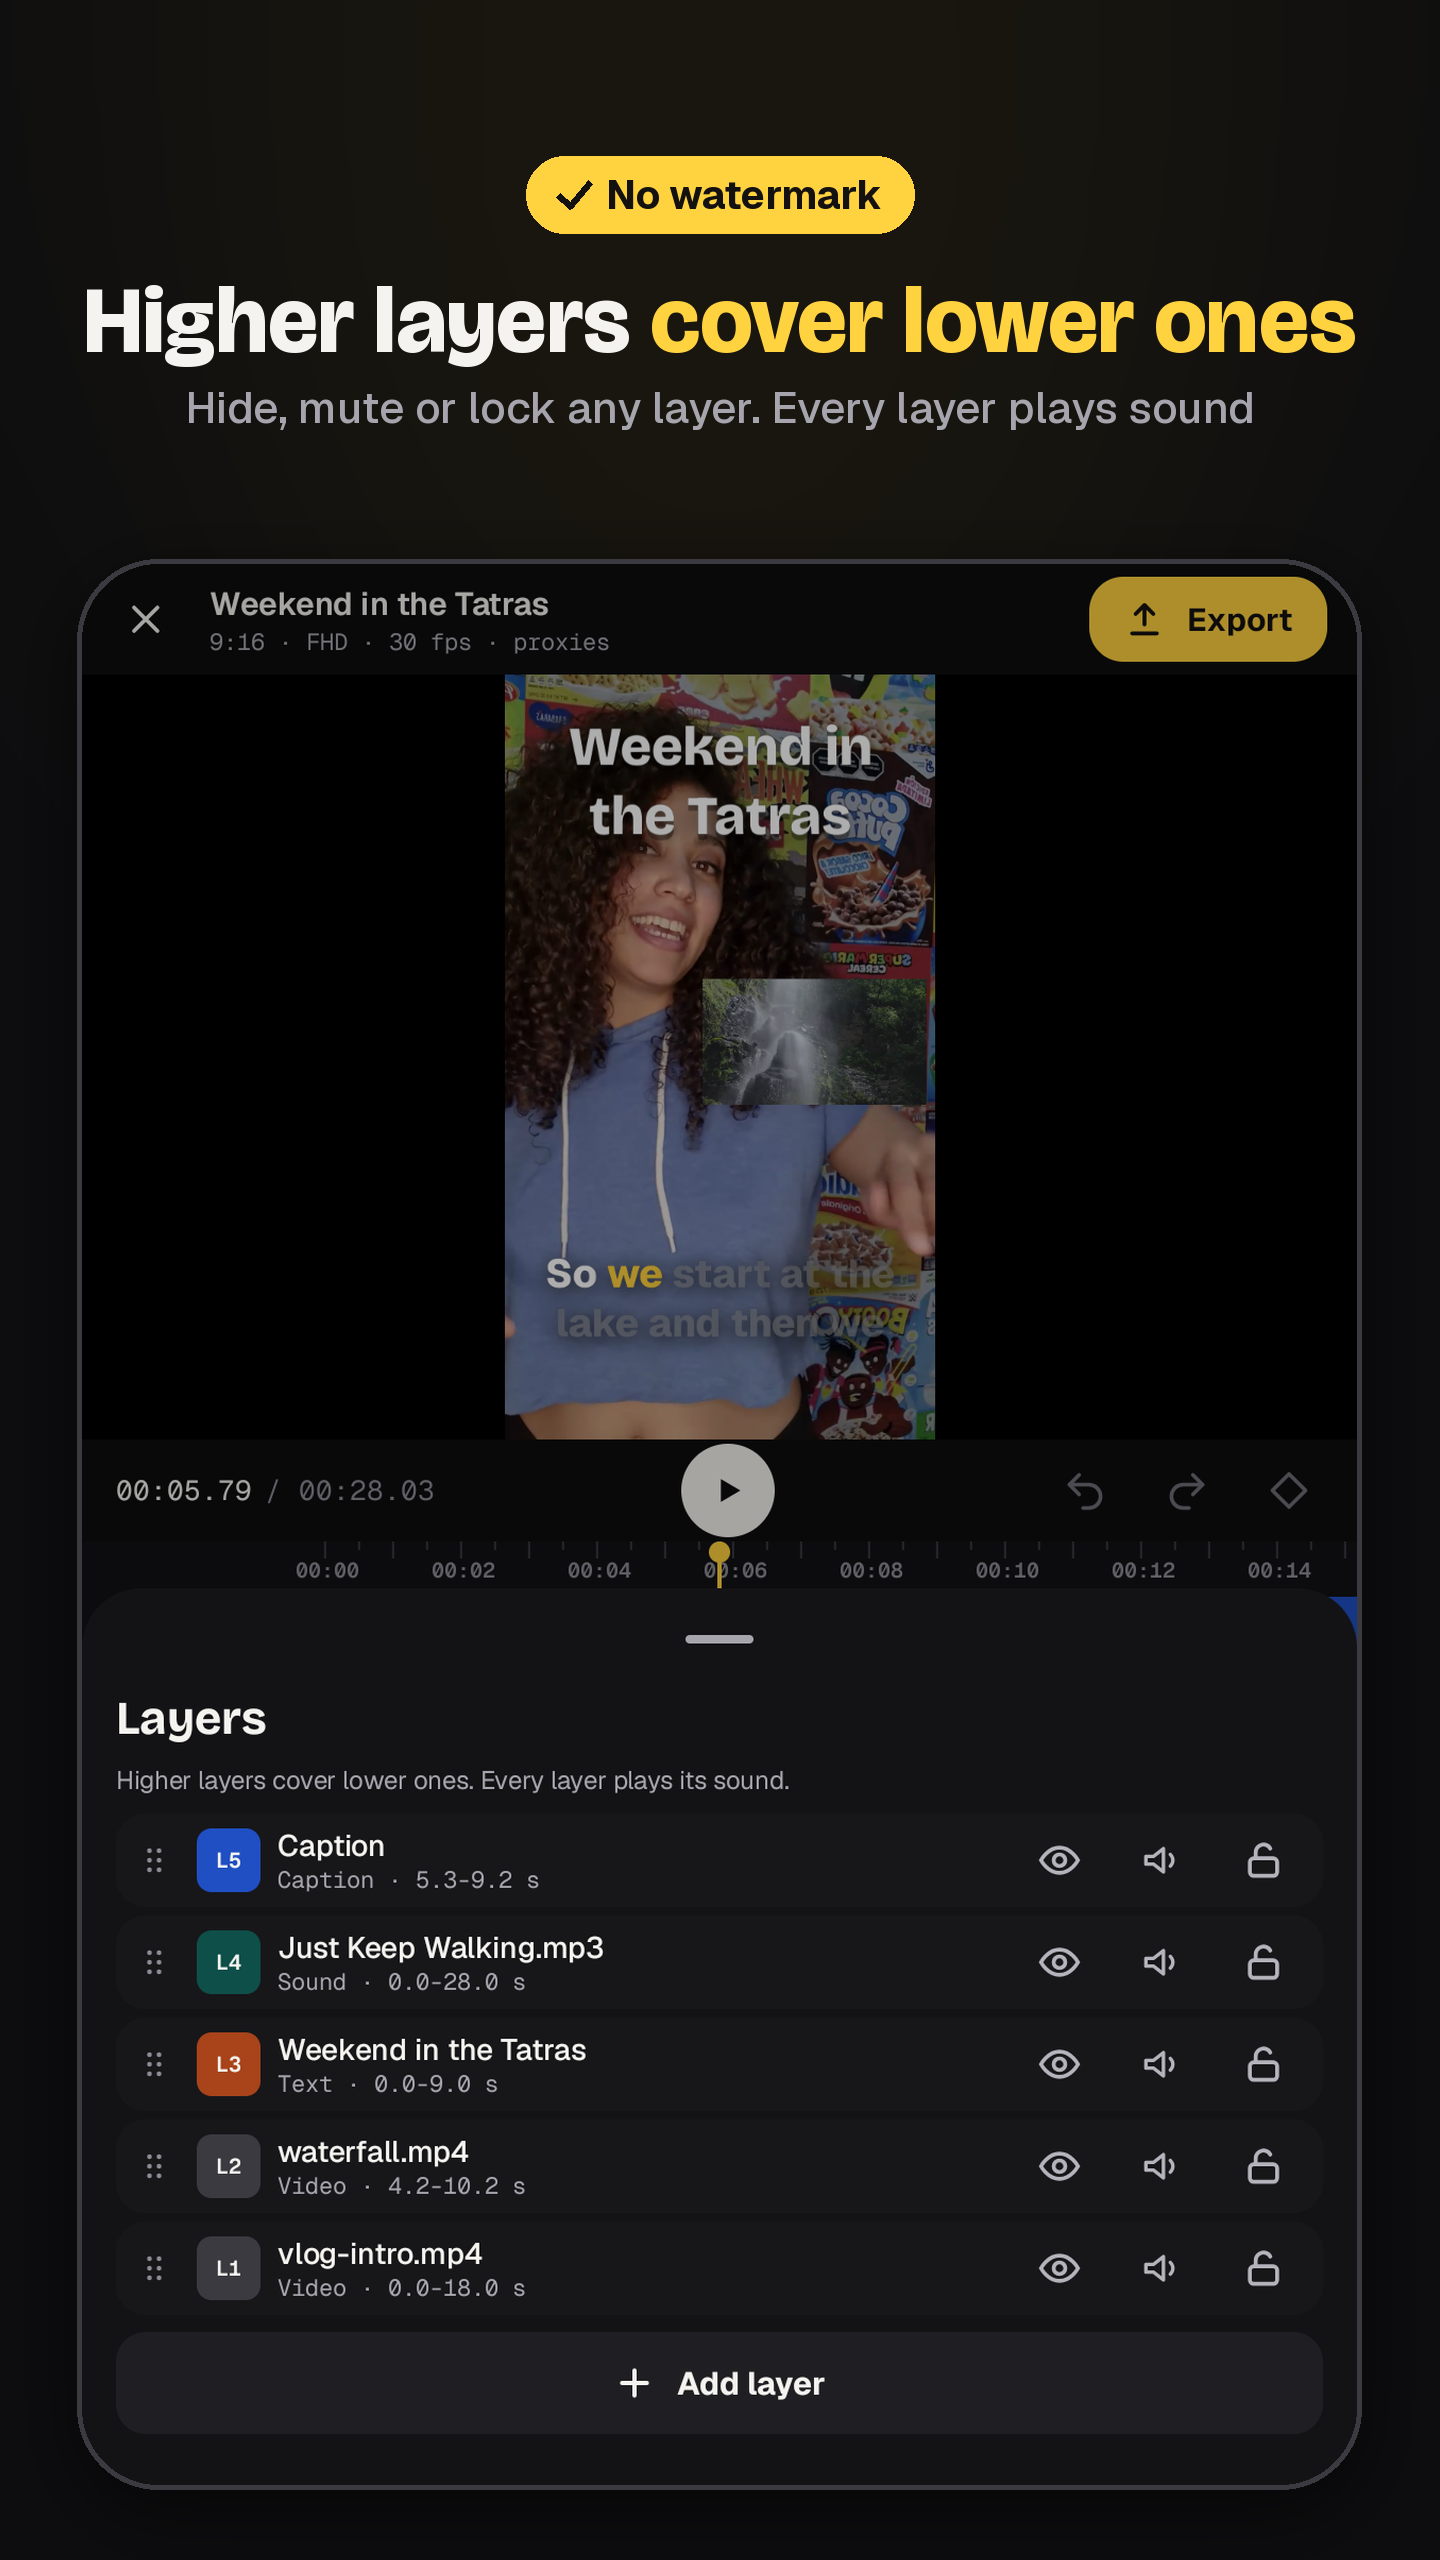 No watermark
Higher layers cover lower ones
Hide, mute or lock any layer. Every layer plays sound
Weekend in the Tatras
9:16 · FHD · 30 fps · proxies
Export
Weekend in
the Tatras
So we start at the
lake and then we
00:05.79 / 00:28.03
00:00 00:02 00:04 00:06 00:08 00:10 00:12 00:14
Layers
Higher layers cover lower ones. Every layer plays its sound.
L5 Caption
Caption · 5.3–9.2 s
L4 Just Keep Walking.mp3
Sound · 0.0–28.0 s
L3 Weekend in the Tatras
Text · 0.0–9.0 s
L2 waterfall.mp4
Video · 4.2–10.2 s
L1 vlog-intro.mp4
Video · 0.0–18.0 s
Add layer